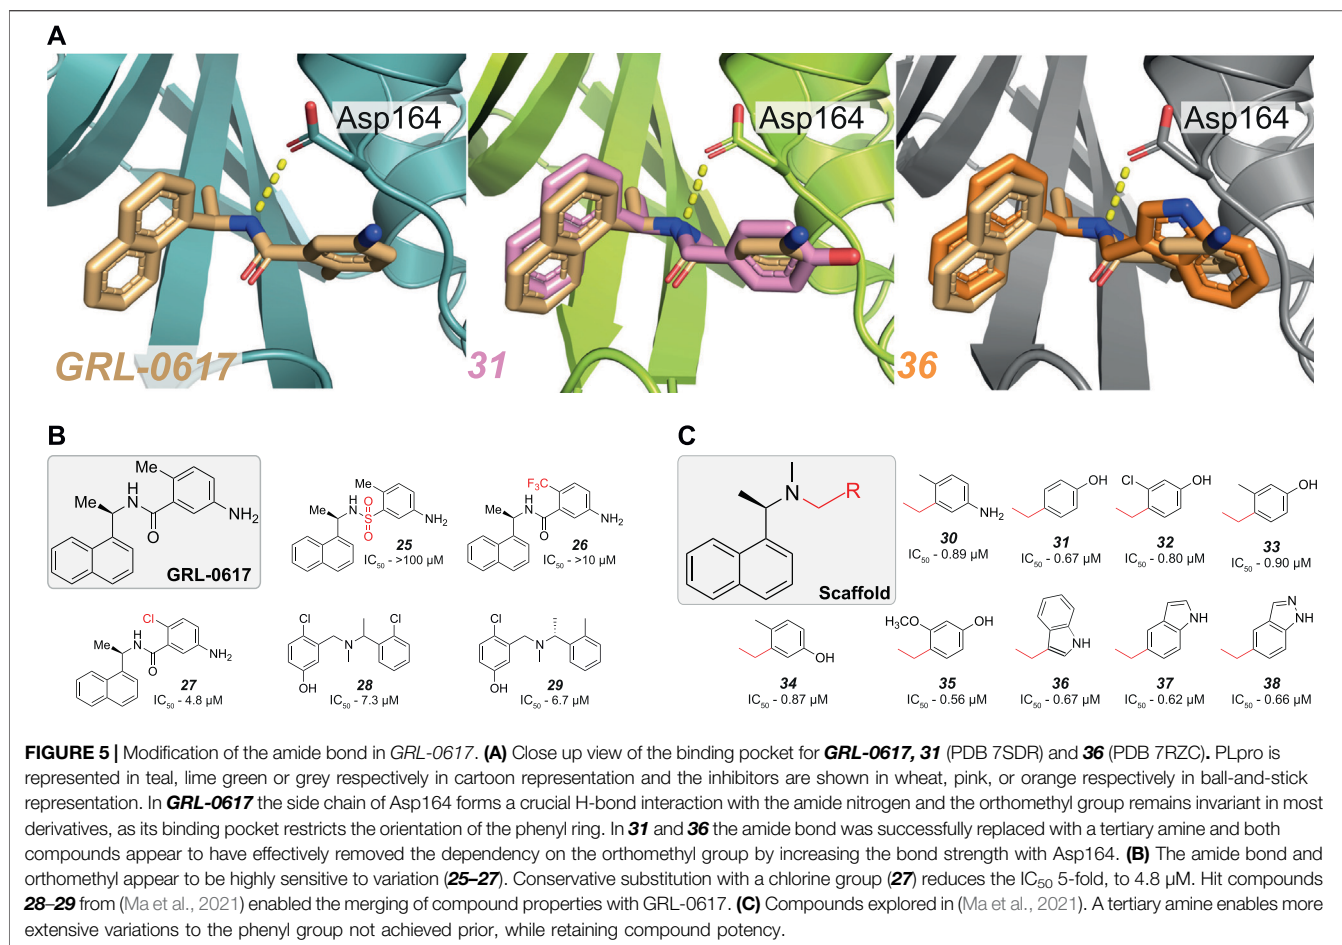 A
Asp164
Asp164
Asp164
GRL-0617
31
36
B
Me
H
N
Me
O
NH2
GRL-0617
Me
H
N
O
S
O
Me
NH2
25
IC50 - >100 µM
F3C
H
N
Me
O
NH2
26
IC50 - >10 µM
Cl
H
N
Me
O
NH2
27
IC50 - 4.8 µM
Cl
Cl
N
OH
28
IC50 - 7.3 µM
Cl
N
OH
29
IC50 - 6.7 µM
C
N
R
Scaffold
NH2
30
IC50 - 0.89 µM
OH
31
IC50 - 0.67 µM
Cl
OH
32
IC50 - 0.80 µM
OH
33
IC50 - 0.90 µM
OH
34
IC50 - 0.87 µM
H3CO
OH
35
IC50 - 0.56 µM
NH
36
IC50 - 0.67 µM
NH
37
IC50 - 0.62 µM
N
NH
38
IC50 - 0.66 µM
FIGURE 5 | Modification of the amide bond in GRL-0617. (A) Close up view of the binding pocket for GRL-0617, 31 (PDB 7SDR) and 36 (PDB 7RZC). PLpro is
represented in teal, lime green or grey respectively in cartoon representation and the inhibitors are shown in wheat, pink, or orange respectively in ball-and-stick
representation. In GRL-0617 the side chain of Asp164 forms a crucial H-bond interaction with the amide nitrogen and the orthomethyl group remains invariant in most
derivatives, as its binding pocket restricts the orientation of the phenyl ring. In 31 and 36 the amide bond was successfully replaced with a tertiary amine and both
compounds appear to have effectively removed the dependency on the orthomethyl group by increasing the bond strength with Asp164. (B) The amide bond and
orthomethyl appear to be highly sensitive to variation (25–27). Conservative substitution with a chlorine group (27) reduces the IC50 5-fold, to 4.8 µM. Hit compounds
28–29 from (Ma et al., 2021) enabled the merging of compound properties with GRL-0617. (C) Compounds explored in (Ma et al., 2021). A tertiary amine enables more
extensive variations to the phenyl group not achieved prior, while retaining compound potency.